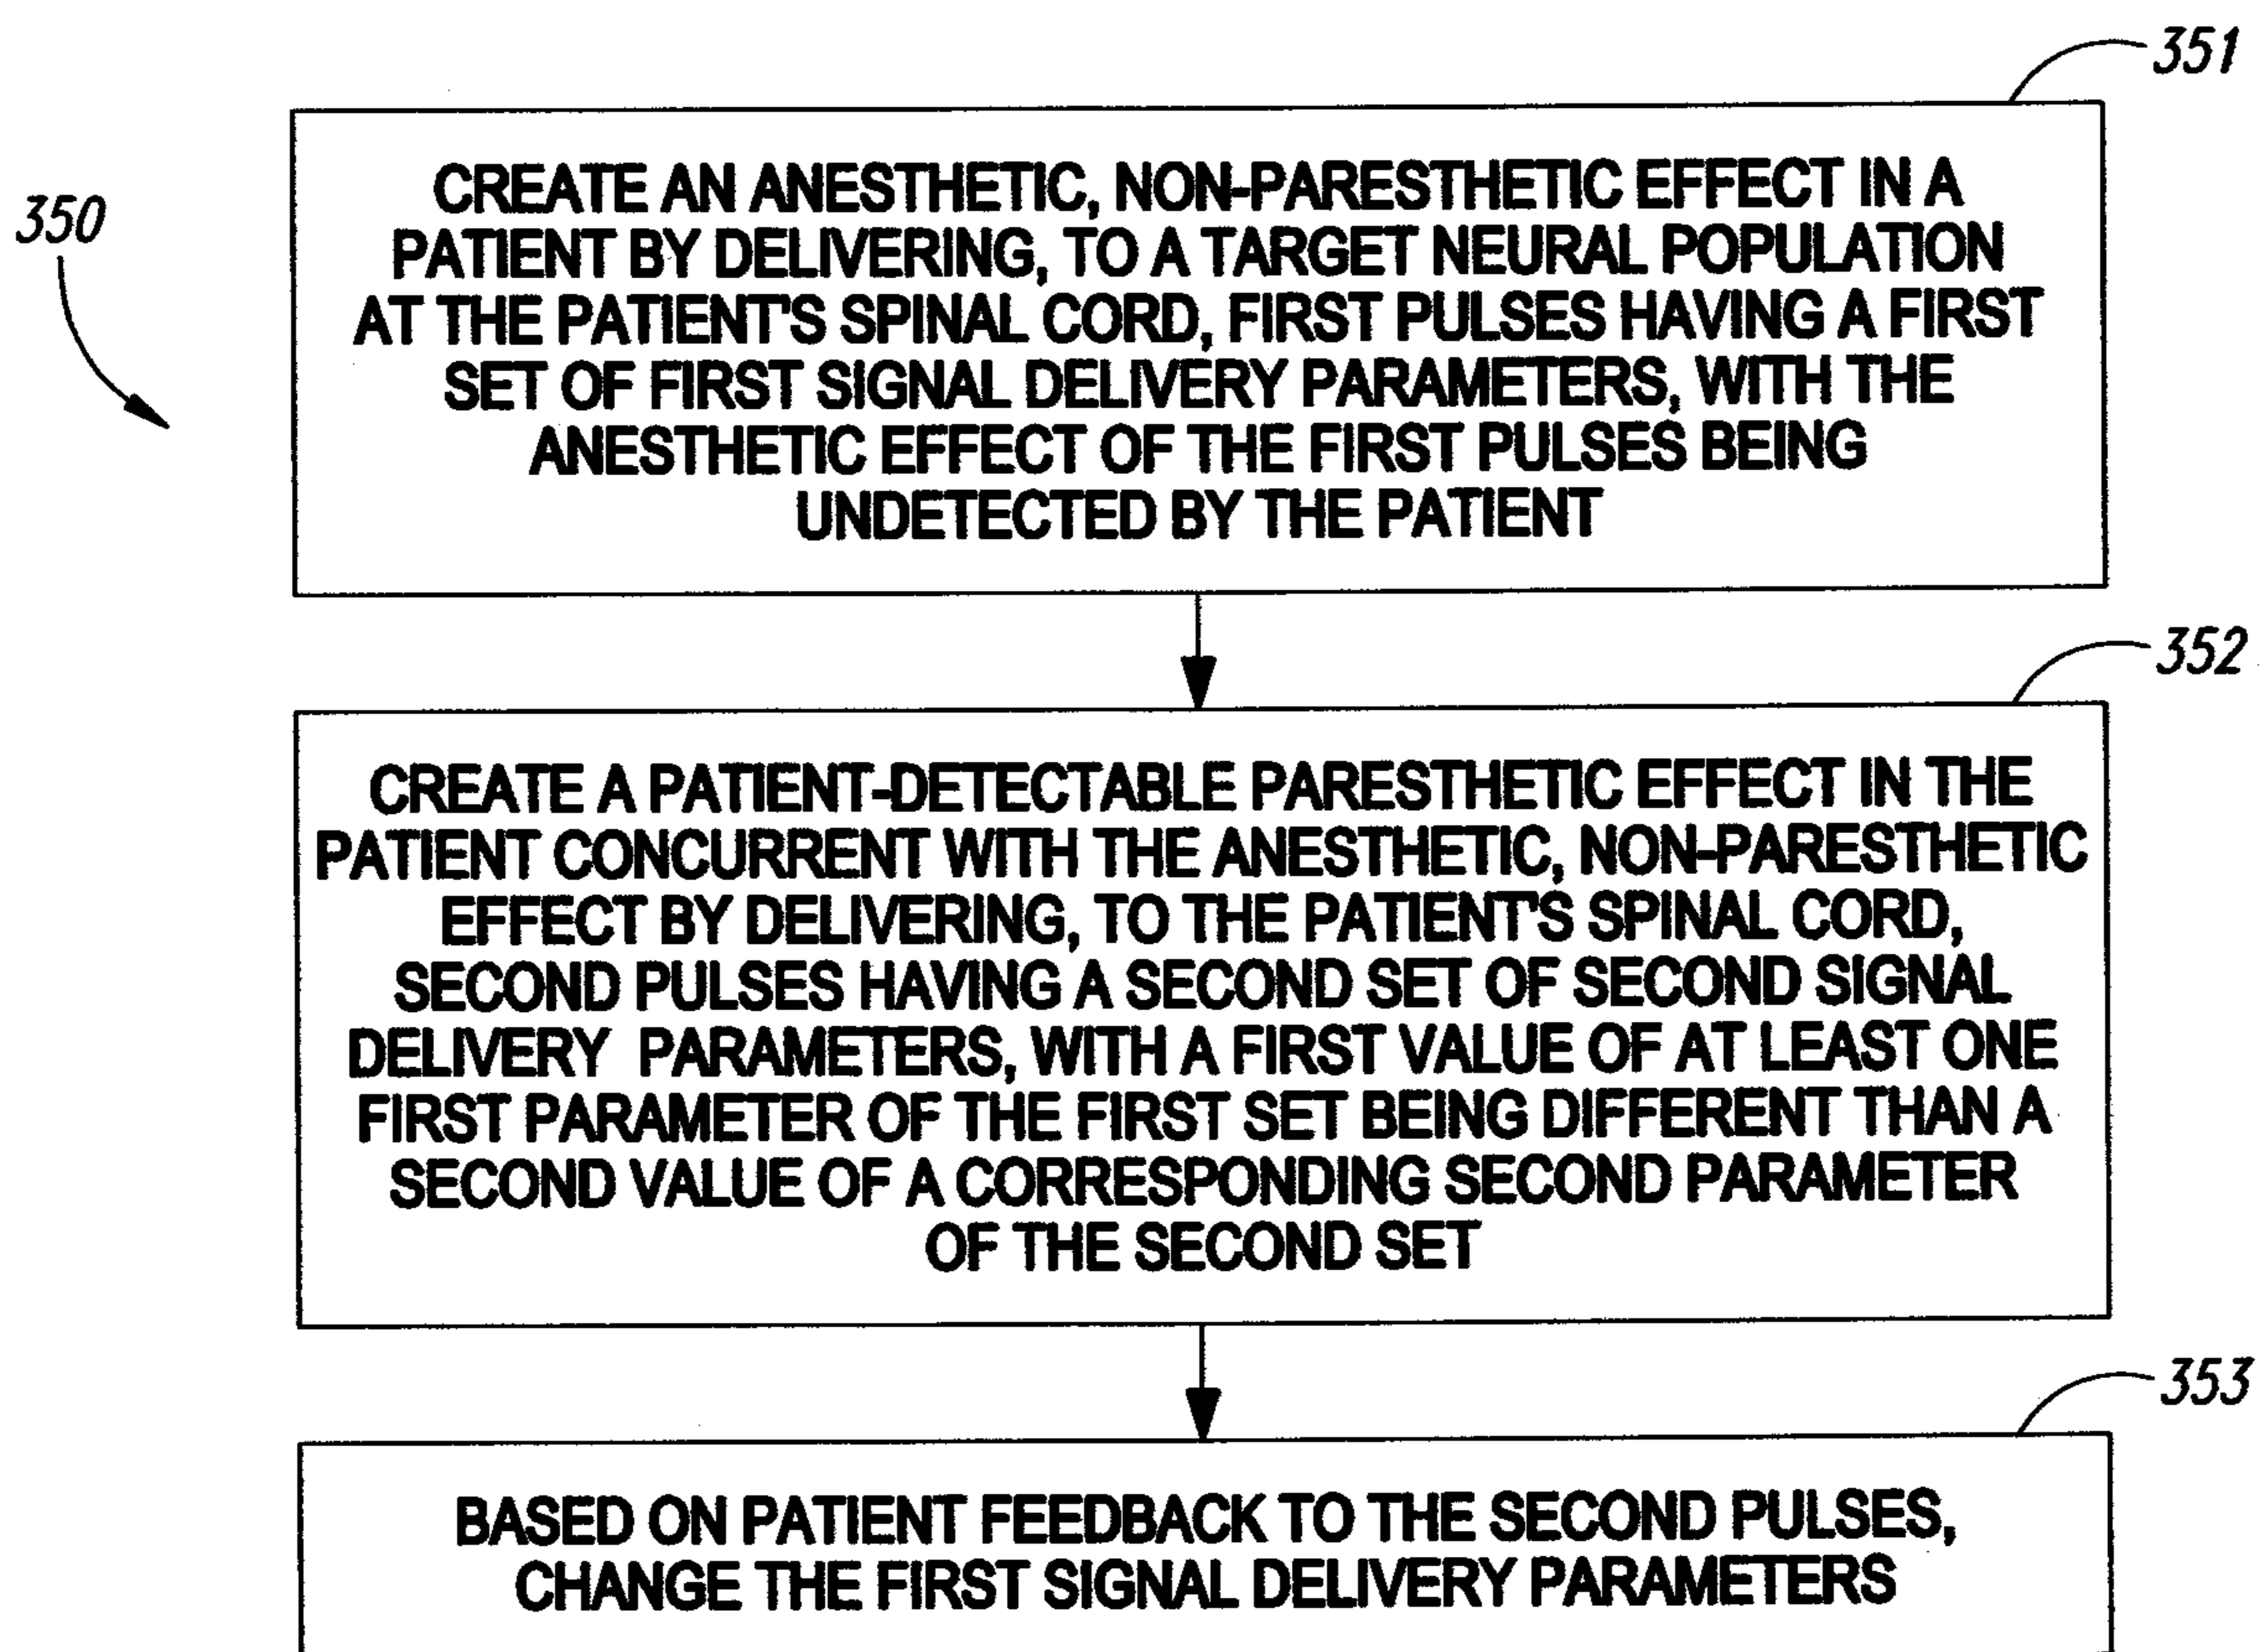 351
350
CREATE AN ANESTHETIC, NON-PARESTHETIC EFFECT IN A
PATIENT BY DELIVERING, TO A TARGET NEURAL POPULATION
AT THE PATIENT'S SPINAL CORD, FIRST PULSES HAVING A FIRST
SET OF FIRST SIGNAL DELIVERY PARAMETERS, WITH THE
ANESTHETIC EFFECT OF THE FIRST PULSES BEING
UNDETECTED BY THE PATIENT
352
CREATE A PATIENT-DETECTABLE PARESTHETIC EFFECT IN THE
PATIENT CONCURRENT WITH THE ANESTHETIC, NON-PARESTHETIC
EFFECT BY DELIVERING, TO THE PATIENT'S SPINAL CORD,
SECOND PULSES HAVING A SECOND SET OF SECOND SIGNAL
DELIVERY PARAMETERS, WITH A FIRST VALUE OF AT LEAST ONE
FIRST PARAMETER OF THE FIRST SET BEING DIFFERENT THAN A
SECOND VALUE OF A CORRESPONDING SECOND PARAMETER
OF THE SECOND SET
353
BASED ON PATIENT FEEDBACK TO THE SECOND PULSES,
CHANGE THE FIRST SIGNAL DELIVERY PARAMETERS